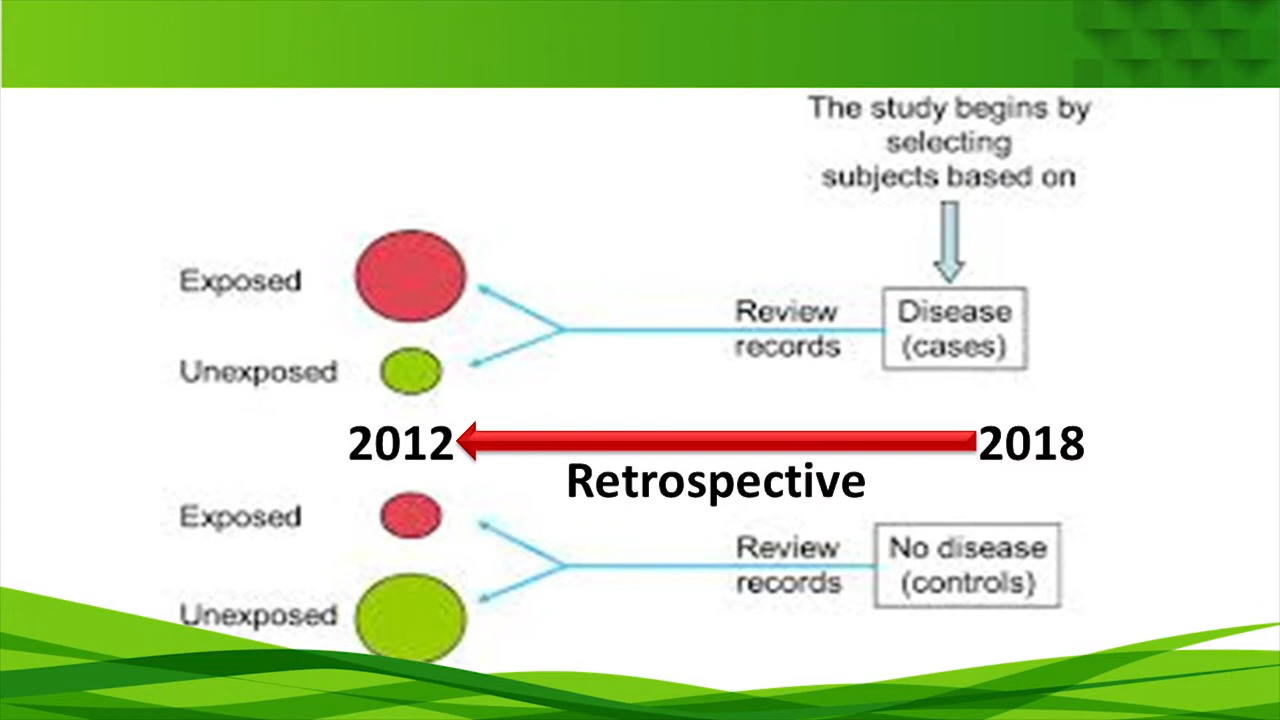 The study begins by
selecting
subjects based on
Exposed
Unexposed
Review
records
Disease
(cases)
2012
2018
Retrospective
Exposed
Unexposed
Review
records
No disease
(controls)